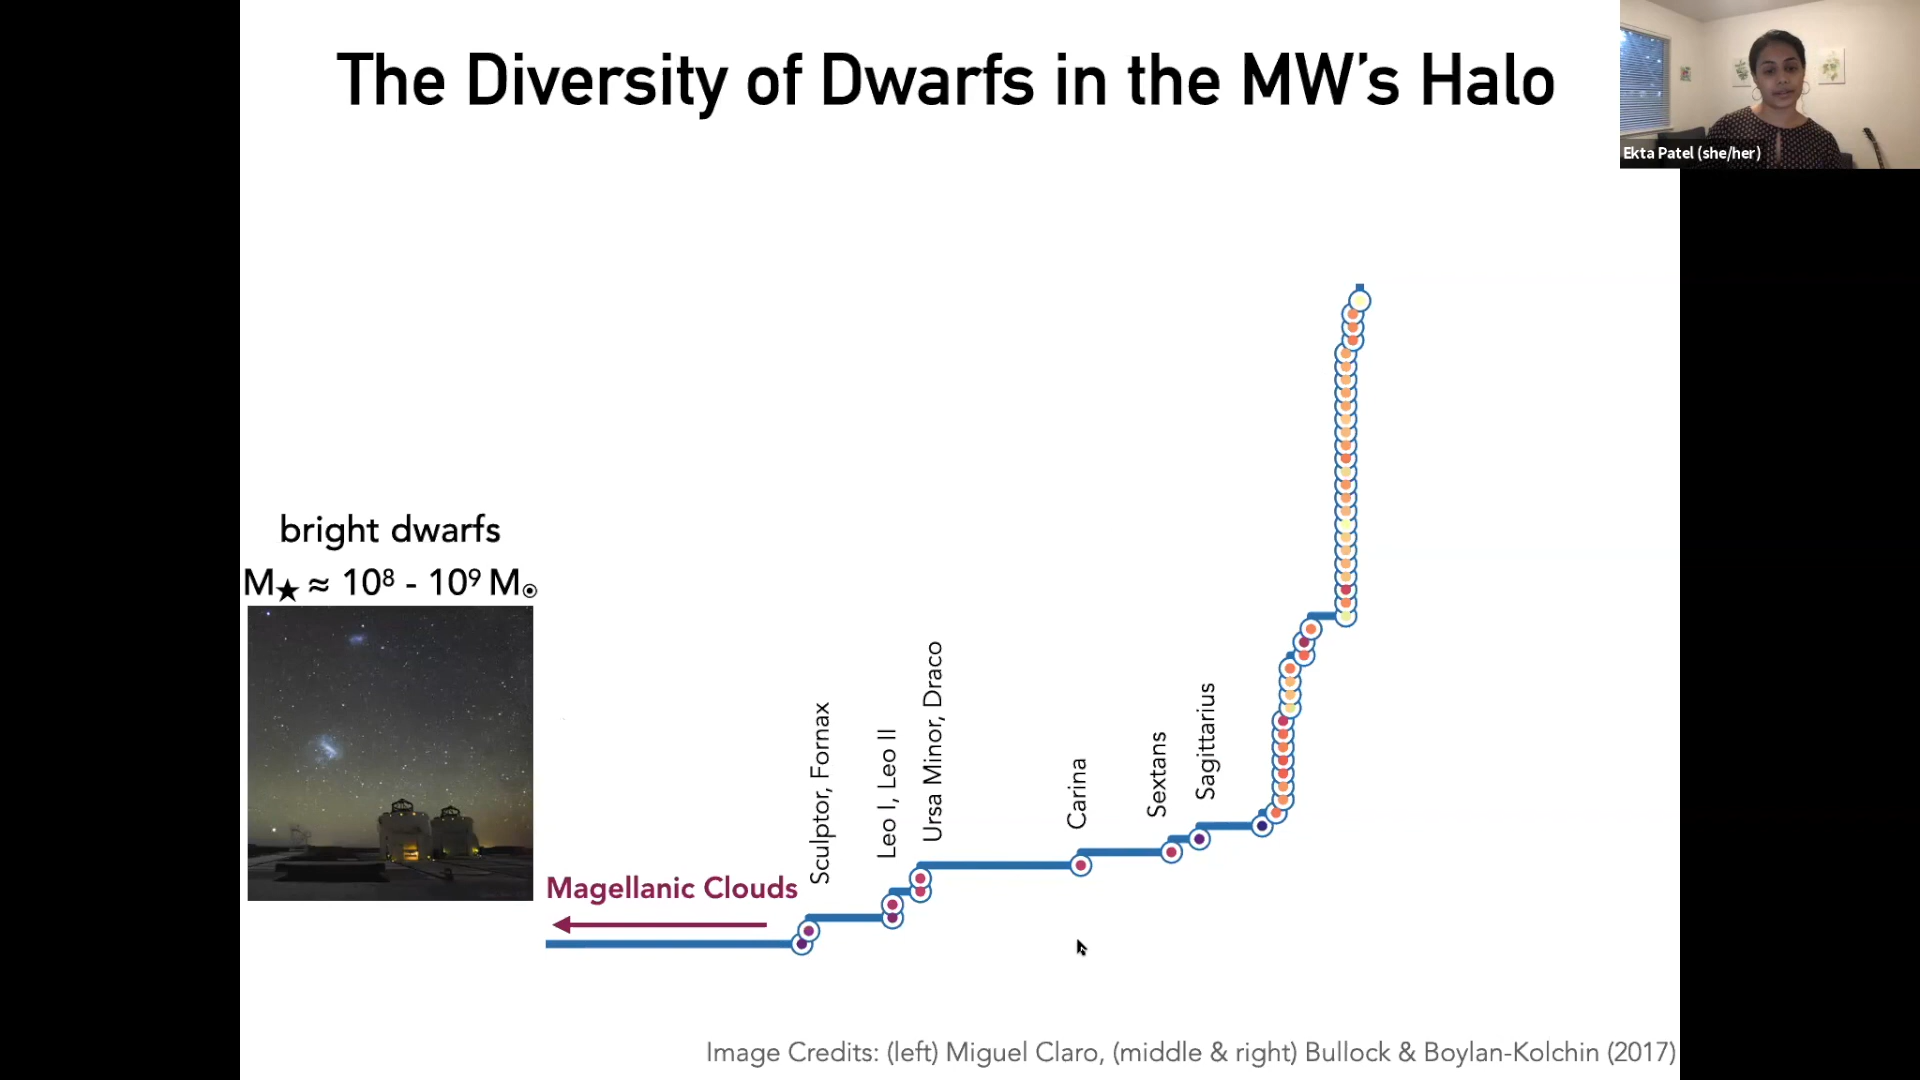 The Diversity of Dwarfs in the MW's Halo
Ekta Patel (she/her)
bright dwarfs
M★ ≈ 10⁸ - 10⁹ M☉
Sculptor, Fornax
Leo I, Leo II
Ursa Minor, Draco
Carina
Sextans
Sagittarius
Magellanic Clouds
Image Credits: (left) Miguel Claro, (middle & right) Bullock & Boylan-Kolchin (2017)